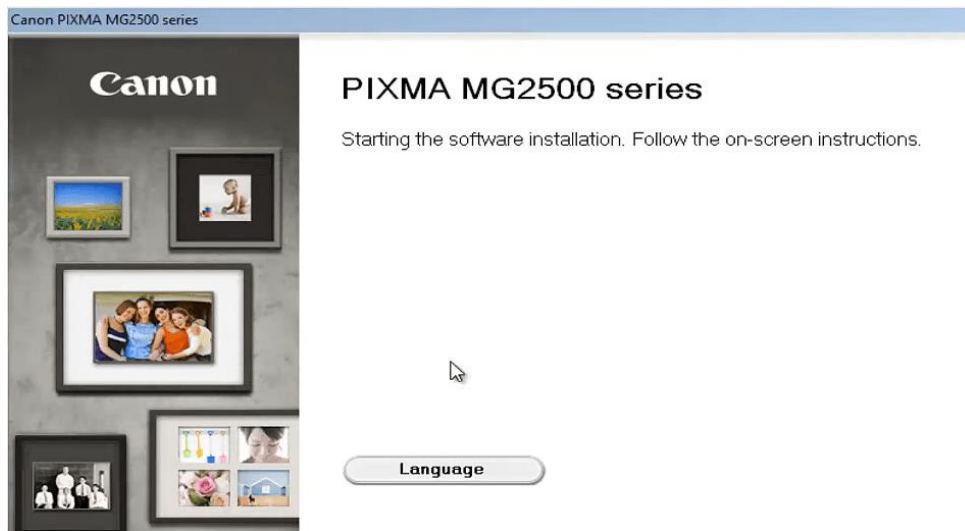 Canon PIXMA MG2500 series
Canon
PIXMA MG2500 series
Starting the software installation. Follow the on-screen instructions.
Language